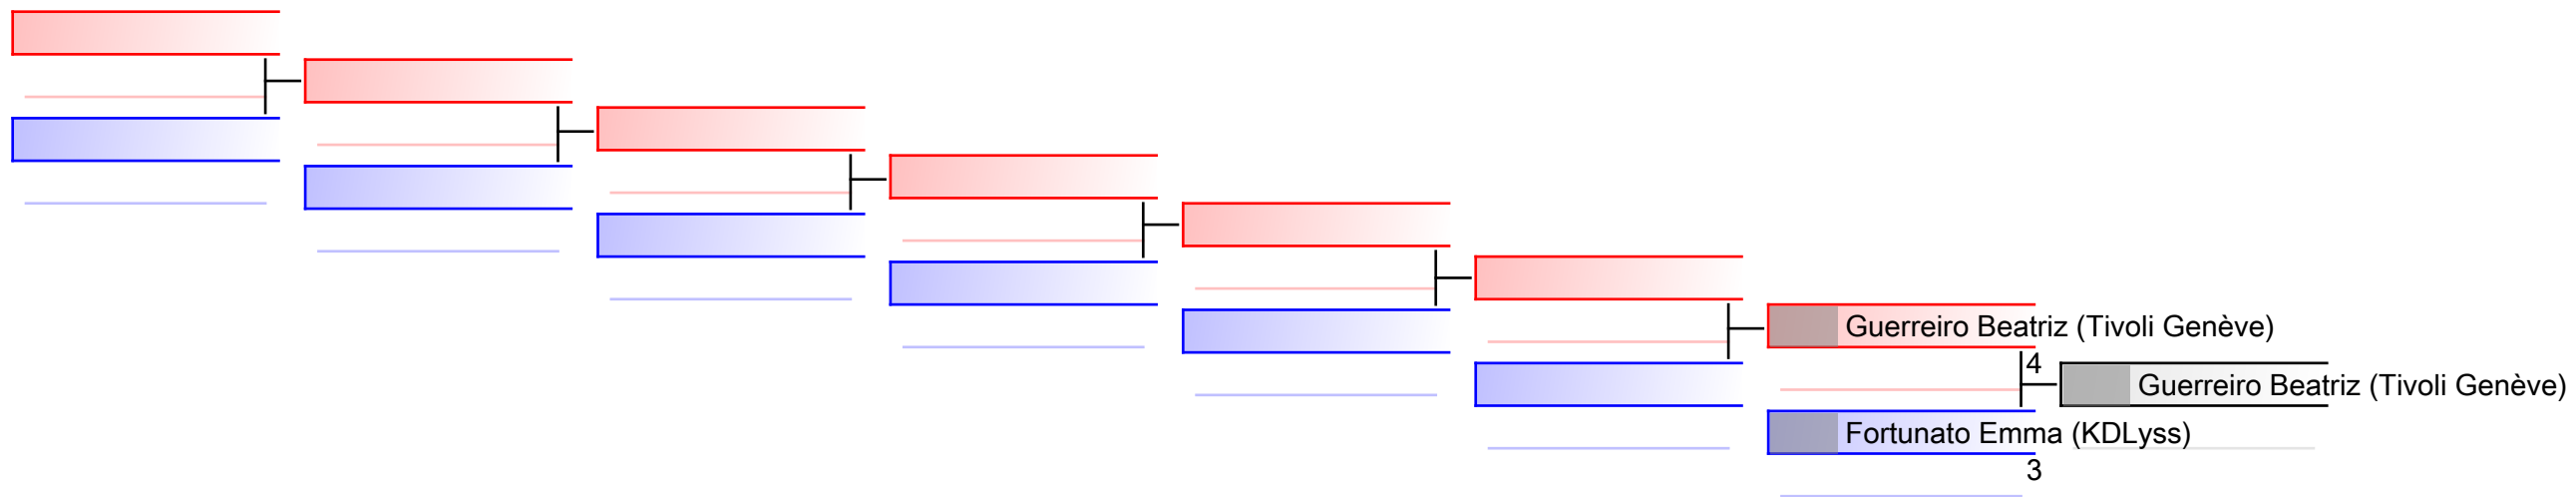 Guerreiro Beatriz (Tivoli Genève)
4
Guerreiro Beatriz (Tivoli Genève)
Fortunato Emma (KDLyss)
3